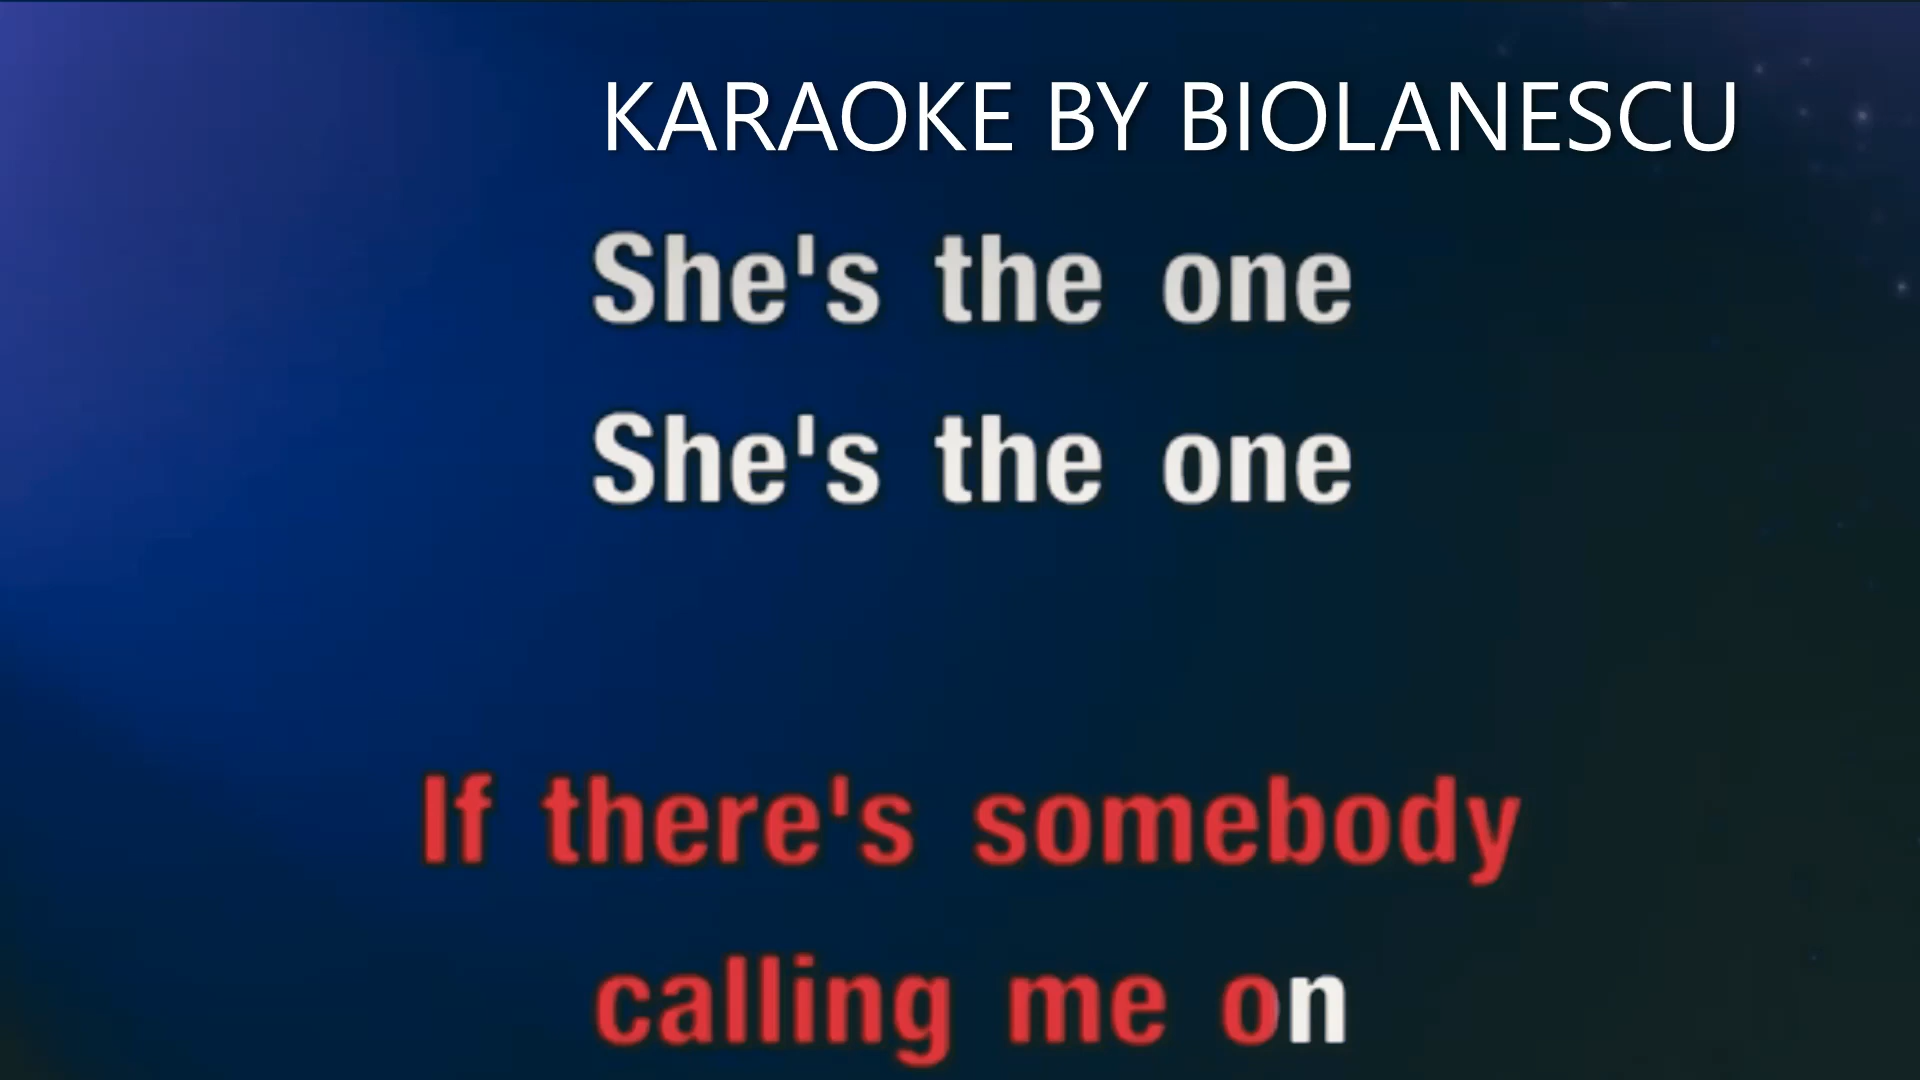 KARAOKE BY BIOLANESCU
She's the one
She's the one
If there's somebody
calling me on